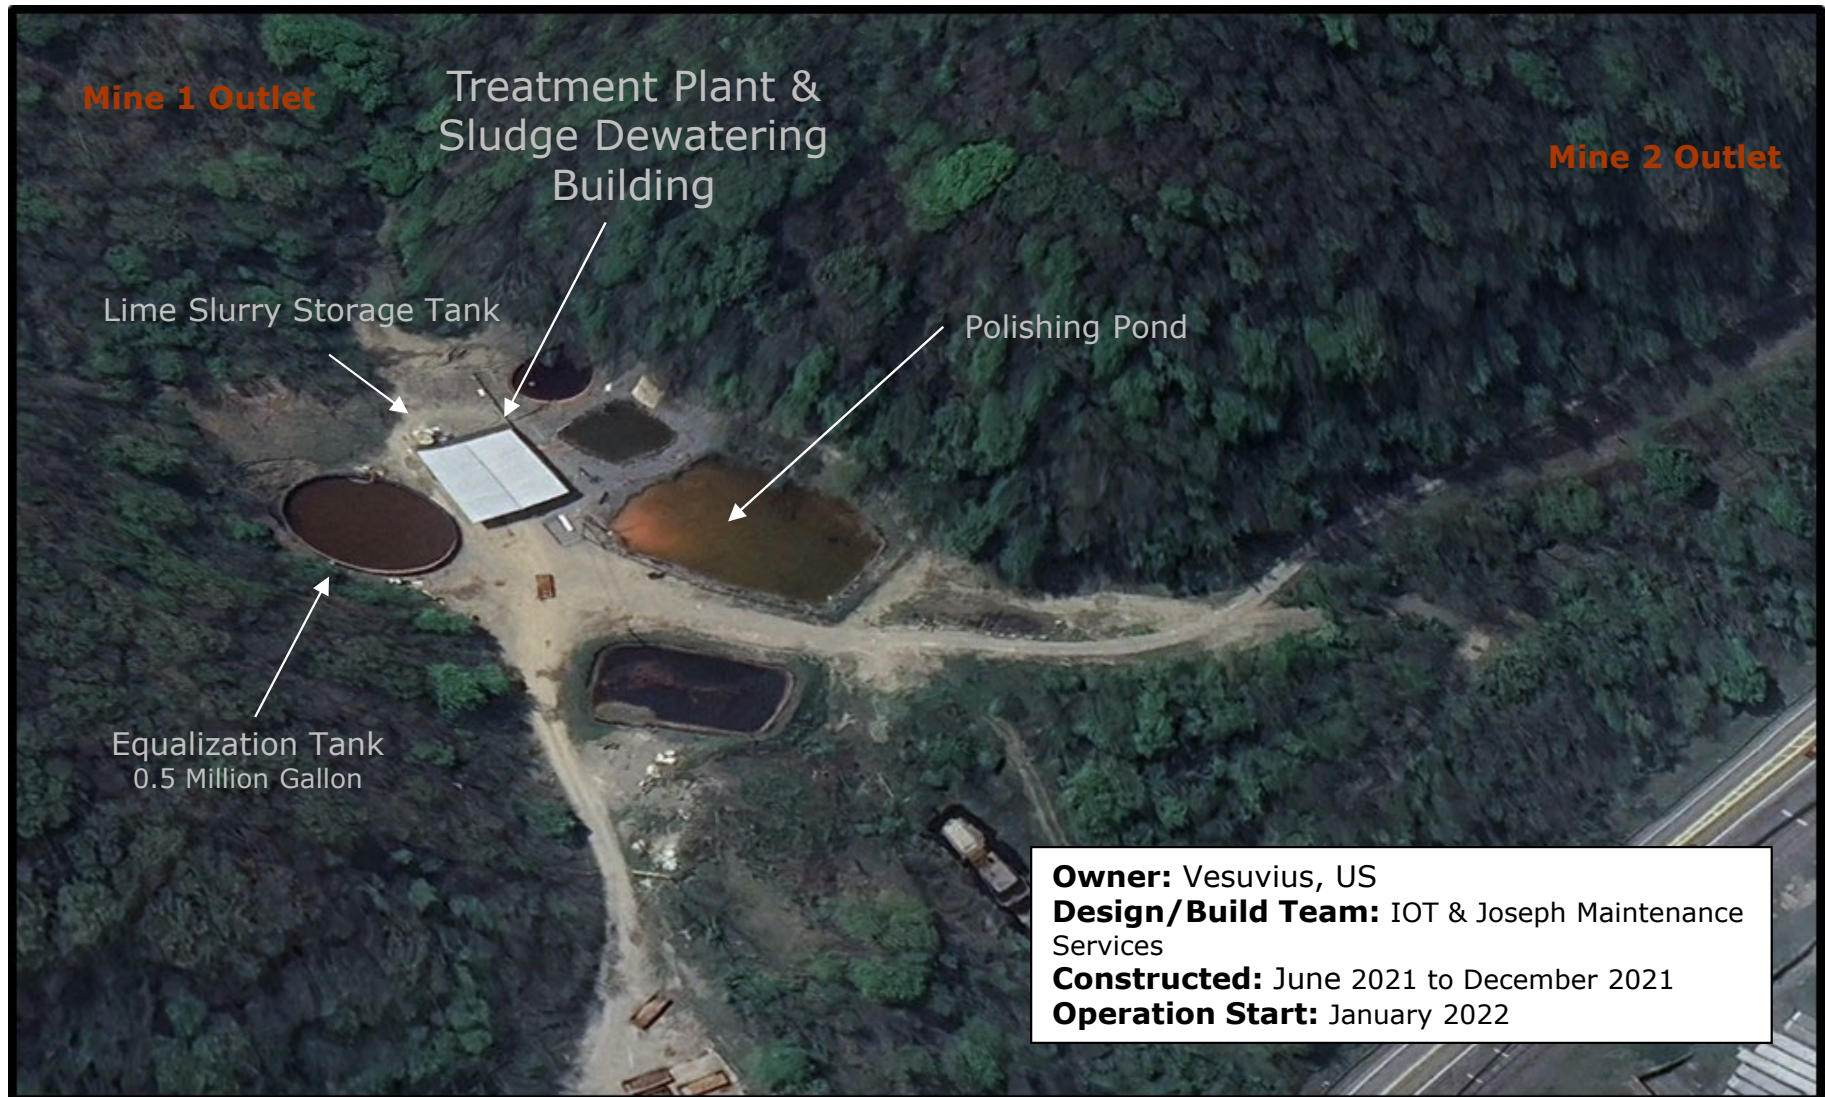 Mine 1 Outlet
Treatment Plant &
Sludge Dewatering
Building
Mine 2 Outlet
Lime Slurry Storage Tank
Polishing Pond
Equalization Tank
0.5 Million Gallon
Owner: Vesuvius, US
Design/Build Team: IOT & Joseph Maintenance
Services
Constructed: June 2021 to December 2021
Operation Start: January 2022